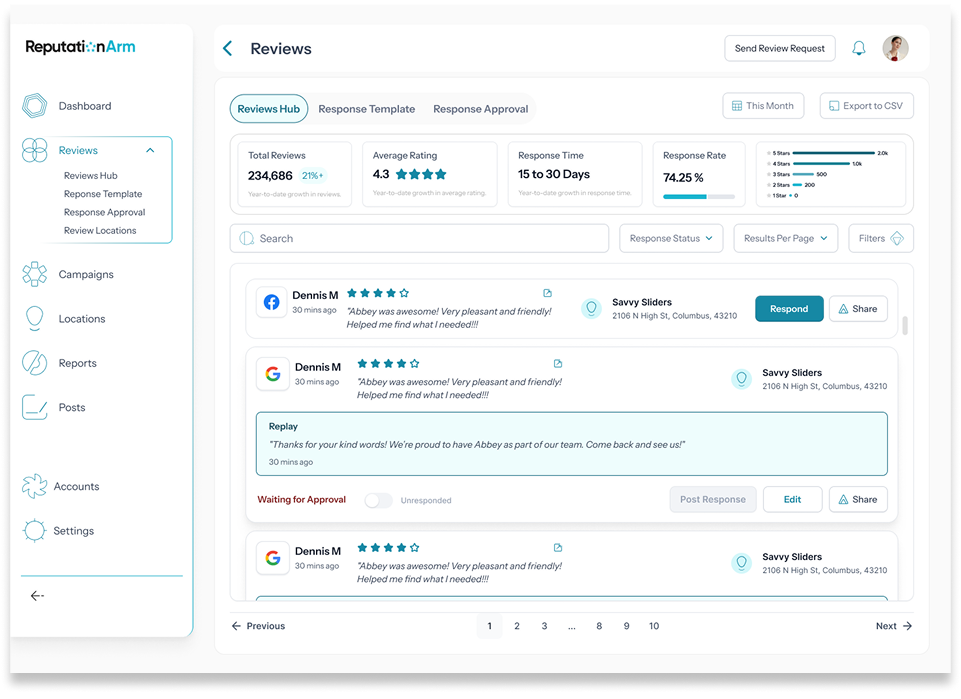 ReputationArm
Dashboard
Reviews
Reviews Hub
Reponse Template
Response Approval
Review Locations
Campaigns
Locations
Reports
Posts
Accounts
Settings
Reviews
Send Review Request
Reviews Hub
Response Template
Response Approval
This Month
Export to CSV
Total Reviews
234,686 21%+
Year-to-date growth in reviews.
Average Rating
4.3
Year-to-date growth in average rating.
Response Time
15 to 30 Days
Year-to-date growth in response time.
Response Rate
74.25 %
5 Stars 2.0k
4 Stars 1.0k
3 Stars 500
2 Stars 200
1 Star 0
Search
Response Status
Results Per Page
Filters
Dennis M
30 mins ago
"Abbey was awesome! Very pleasant and friendly!
Helped me find what I needed!!!
Savvy Sliders
2106 N High St, Columbus, 43210
Respond
Share
Dennis M
30 mins ago
"Abbey was awesome! Very pleasant and friendly!
Helped me find what I needed!!!
Savvy Sliders
2106 N High St, Columbus, 43210
Replay
"Thanks for your kind words! We're proud to have Abbey as part of our team. Come back and see us!"
30 mins ago
Waiting for Approval
Unresponded
Post Response
Edit
Share
Dennis M
30 mins ago
"Abbey was awesome! Very pleasant and friendly!
Helped me find what I needed!!!
Savvy Sliders
2106 N High St, Columbus, 43210
Previous
1 2 3 ... 8 9 10
Next